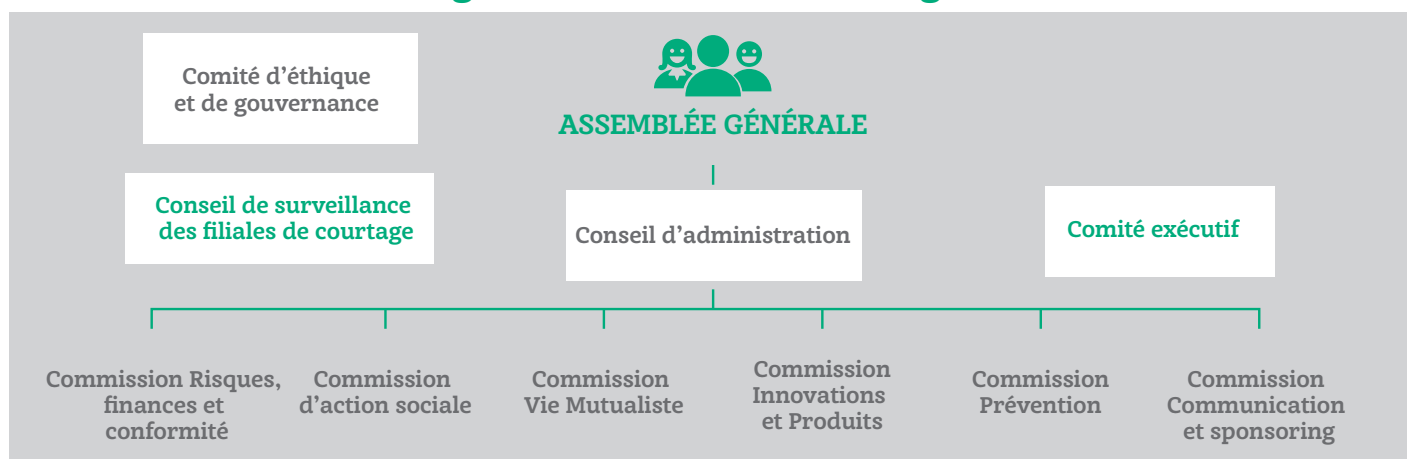 Comité d’éthique
et de gouvernance
ASSEMBLÉE GÉNÉRALE
Conseil de surveillance
des filiales de courtage
Conseil d’administration
Comité exécutif
Commission Risques,
finances et
conformité
Commission
d’action sociale
Commission
Vie Mutualiste
Commission
Innovations
et Produits
Commission
Prévention
Commission
Communication
et sponsoring